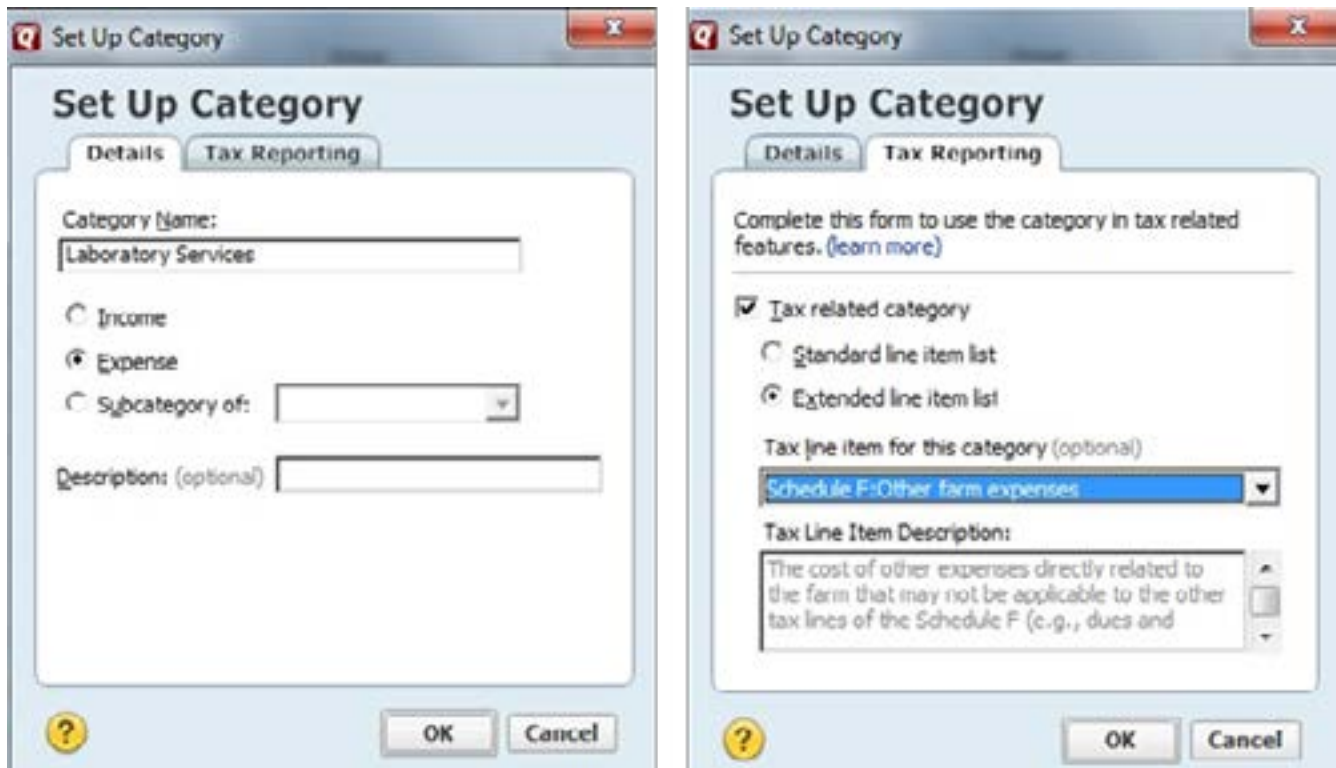 Set Up Category
Set Up Category
Details Tax Reporting
Category Name:
Laboratory Services
Income
Expense
Subcategory of:
Description: (optional)
? OK Cancel
Set Up Category
Set Up Category
Details Tax Reporting
Complete this form to use the category in tax related
features. (learn more)
Tax related category
Standard line item list
Extended line item list
Tax line item for this category (optional)
Schedule F:Other farm expenses
Tax Line Item Description:
The cost of other expenses directly related to
the farm that may not be applicable to the other
tax lines of the Schedule F (e.g., dues and
? OK Cancel